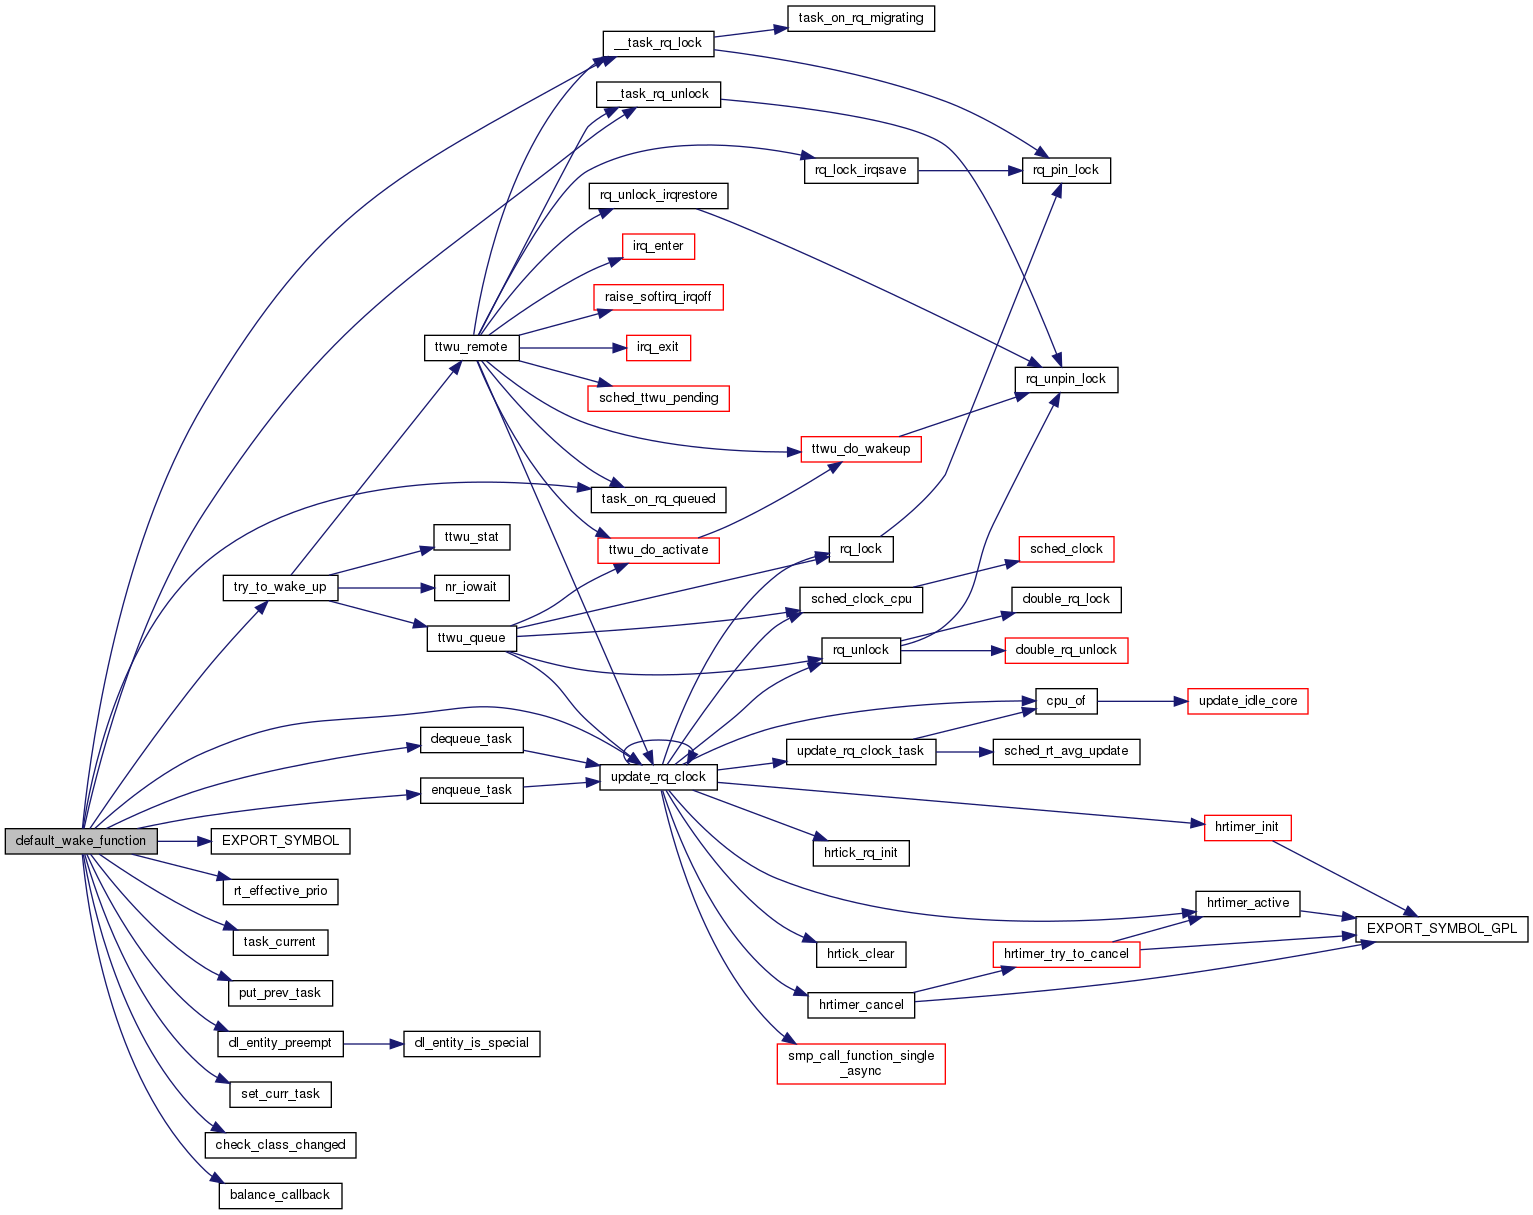 task_on_rq_migrating
__task_rq_lock
__task_rq_unlock
rq_lock_irqsave
rq_pin_lock
rq_unlock_irqrestore
irq_enter
raise_softirq_irqoff
ttwu_remote
irq_exit
rq_unpin_lock
sched_ttwu_pending
ttwu_do_wakeup
task_on_rq_queued
ttwu_stat
ttwu_do_activate
rq_lock
sched_clock
try_to_wake_up
nr_iowait
sched_clock_cpu
double_rq_lock
ttwu_queue
rq_unlock
double_rq_unlock
cpu_of
update_idle_core
dequeue_task
update_rq_clock_task
sched_rt_avg_update
update_rq_clock
enqueue_task
hrtimer_init
default_wake_function
EXPORT_SYMBOL
hrtick_rq_init
rt_effective_prio
hrtimer_active
EXPORT_SYMBOL_GPL
task_current
hrtick_clear
hrtimer_try_to_cancel
put_prev_task
hrtimer_cancel
dl_entity_preempt
dl_entity_is_special
smp_call_function_single
_async
set_curr_task
check_class_changed
balance_callback